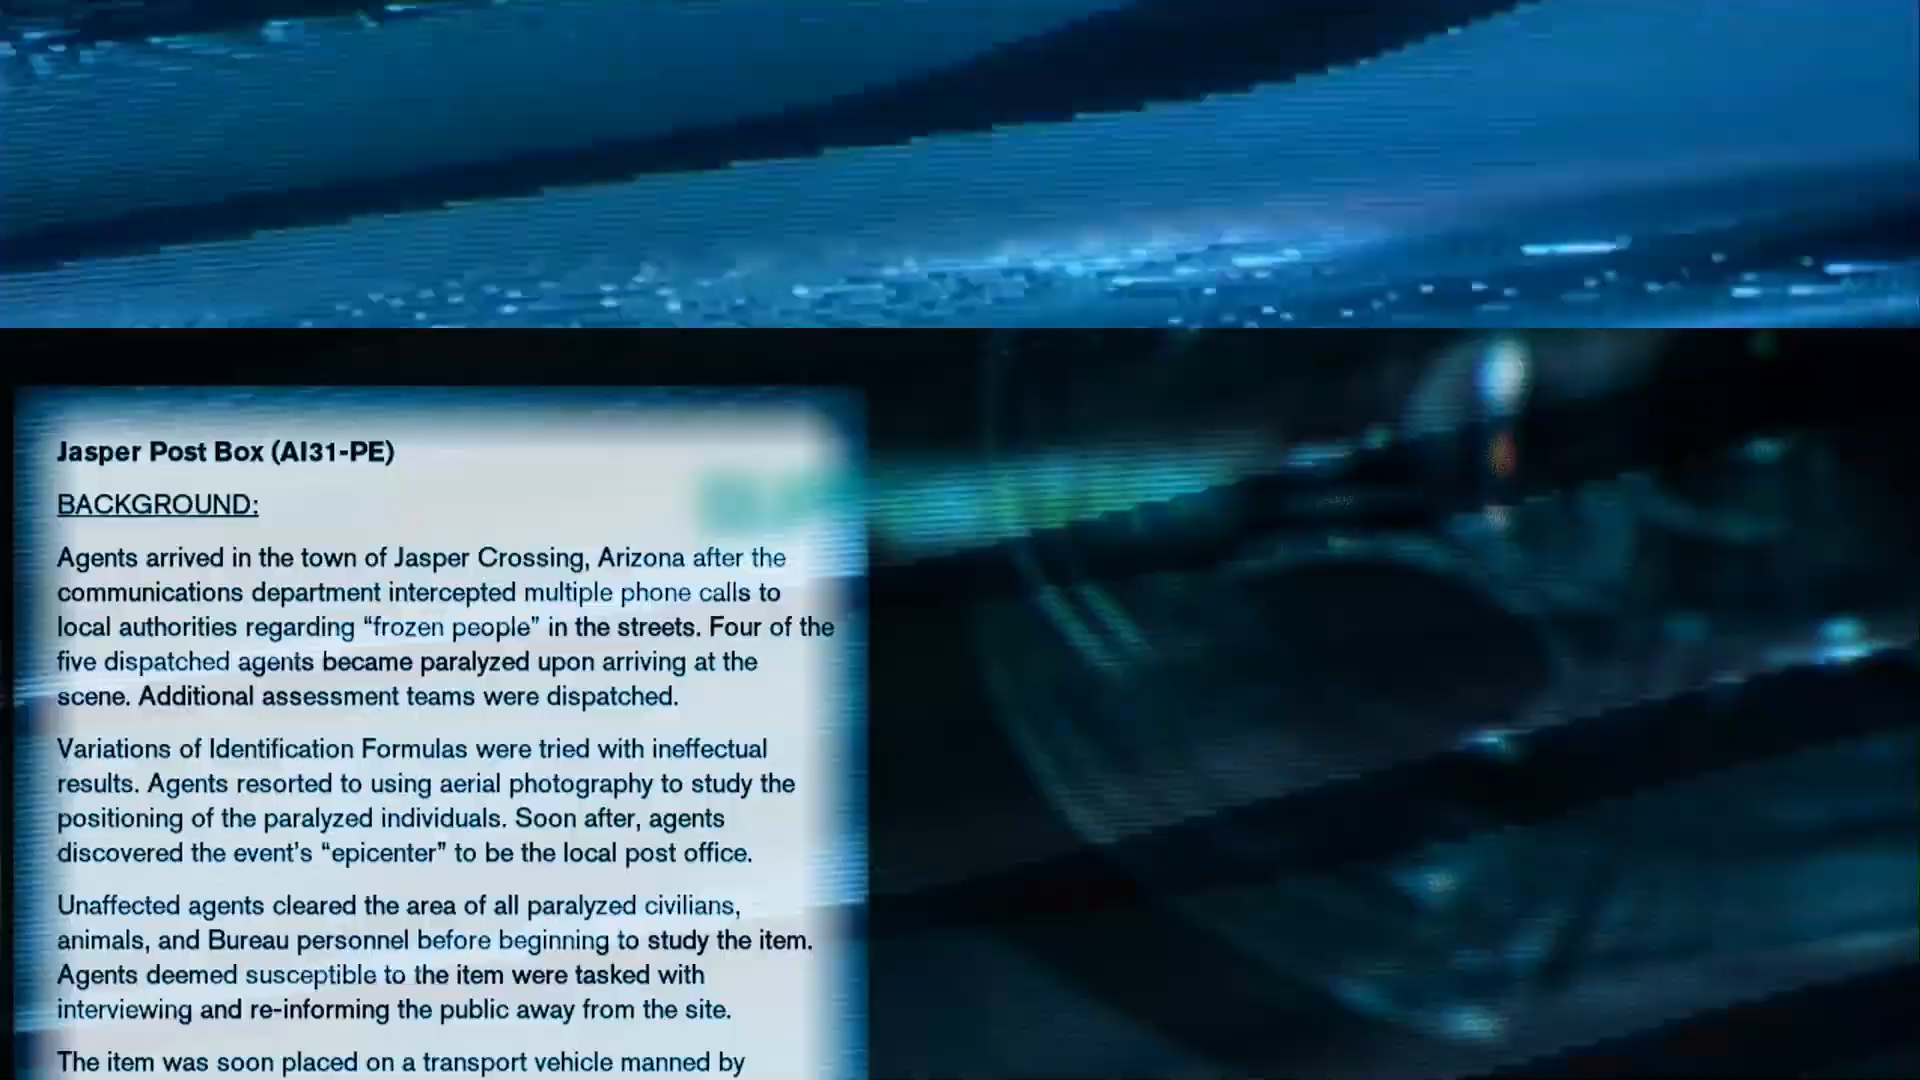 Jasper Post Box (AI31-PE)
BACKGROUND:
Agents arrived in the town of Jasper Crossing, Arizona after the
communications department intercepted multiple phone calls to
local authorities regarding “frozen people” in the streets. Four of the
five dispatched agents became paralyzed upon arriving at the
scene. Additional assessment teams were dispatched.
Variations of Identification Formulas were tried with ineffectual
results. Agents resorted to using aerial photography to study the
positioning of the paralyzed individuals. Soon after, agents
discovered the event’s “epicenter” to be the local post office.
Unaffected agents cleared the area of all paralyzed civilians,
animals, and Bureau personnel before beginning to study the item.
Agents deemed susceptible to the item were tasked with
interviewing and re-informing the public away from the site.
The item was soon placed on a transport vehicle manned by